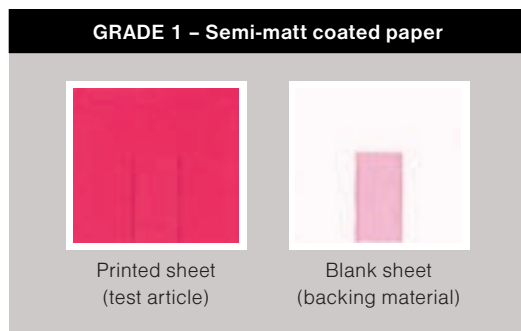 GRADE 1 – Semi-matt coated paper
Printed sheet
(test article)
Blank sheet
(backing material)